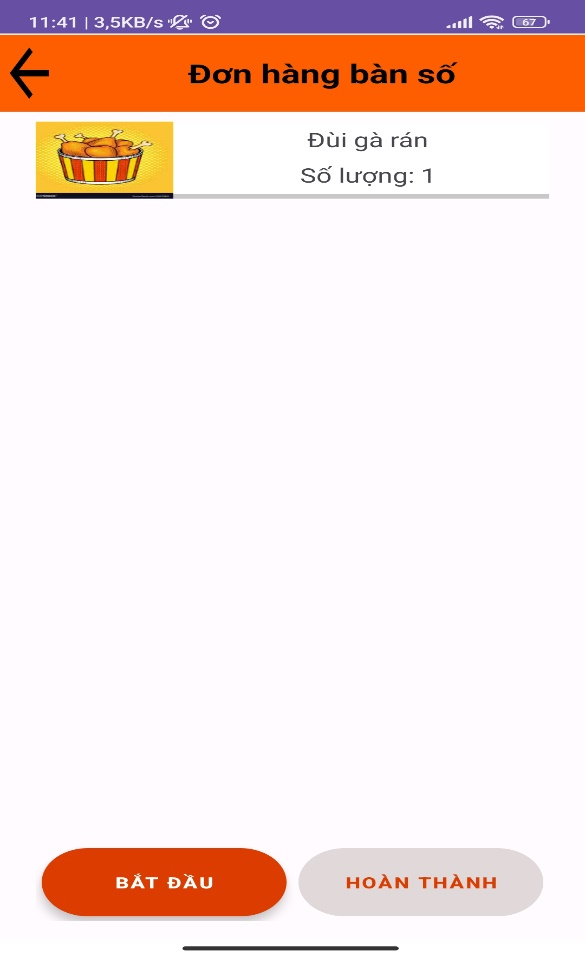 11:41 | 3,5KB/s
67
Đơn hàng bàn số
Đùi gà rán
Số lượng: 1
BẮT ĐẦU
HOÀN THÀNH